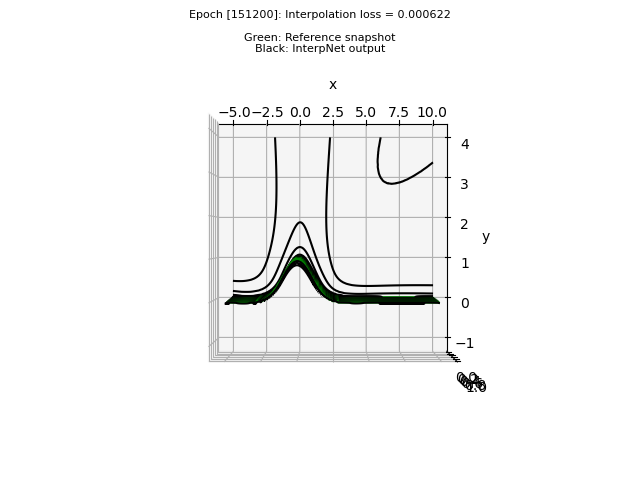 Epoch [151200]: Interpolation loss = 0.000622
Green: Reference snapshot
Black: InterpNet output
x
−5.0 −2.5 0.0 2.5 5.0 7.5 10.0
4
3
2
y
1
0
−1